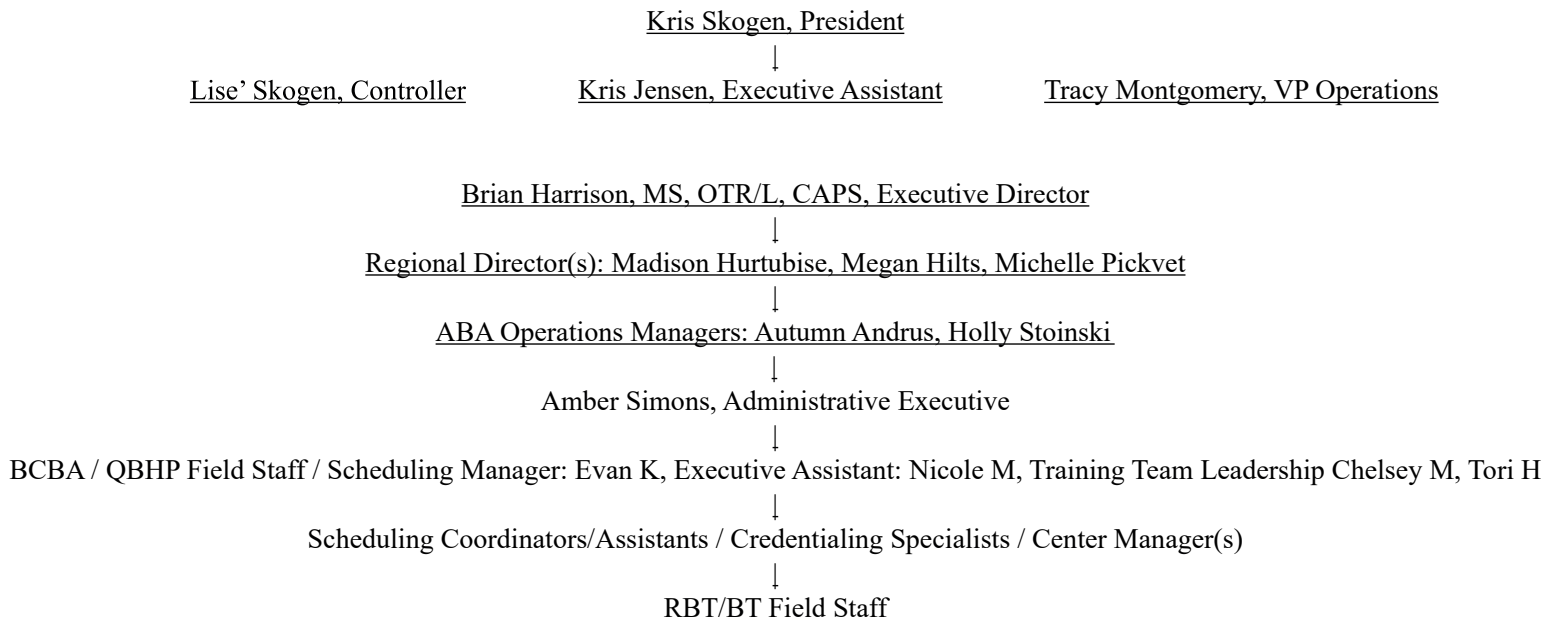 Kris Skogen, President
Lise’ Skogen, Controller Kris Jensen, Executive Assistant Tracy Montgomery, VP Operations
Brian Harrison, MS, OTR/L, CAPS, Executive Director
Regional Director(s): Madison Hurtubise, Megan Hilts, Michelle Pickvet
ABA Operations Managers: Autumn Andrus, Holly Stoinski
Amber Simons, Administrative Executive
BCBA / QBHP Field Staff / Scheduling Manager: Evan K, Executive Assistant: Nicole M, Training Team Leadership Chelsey M, Tori H
Scheduling Coordinators/Assistants / Credentialing Specialists / Center Manager(s)
RBT/BT Field Staff